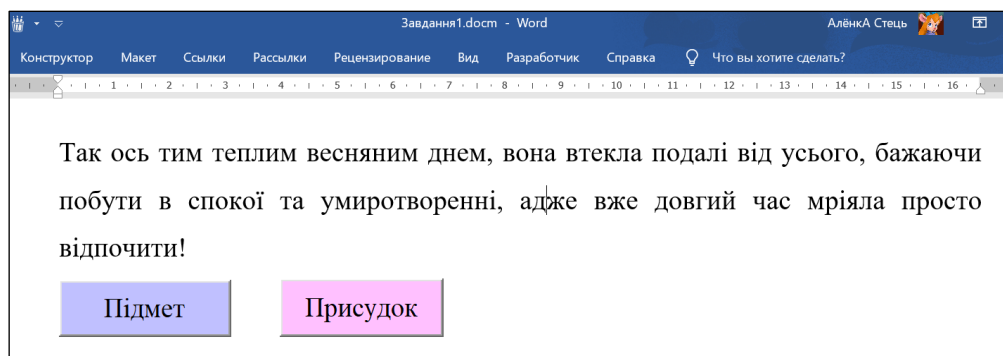 Завдання1.docm - Word АлёнкА Стець
Конструктор Макет Ссылки Рассылки Рецензирование Вид Разработчик Справка Что вы хотите сделать?
1 2 3 4 5 6 7 8 9 10 11 12 13 14 15 16
Так ось тим теплим весняним днем, вона втекла подалі від усього, бажаючи
побути в спокої та умиротворенні, адже вже довгий час мріяла просто
відпочити!
Підмет Присудок